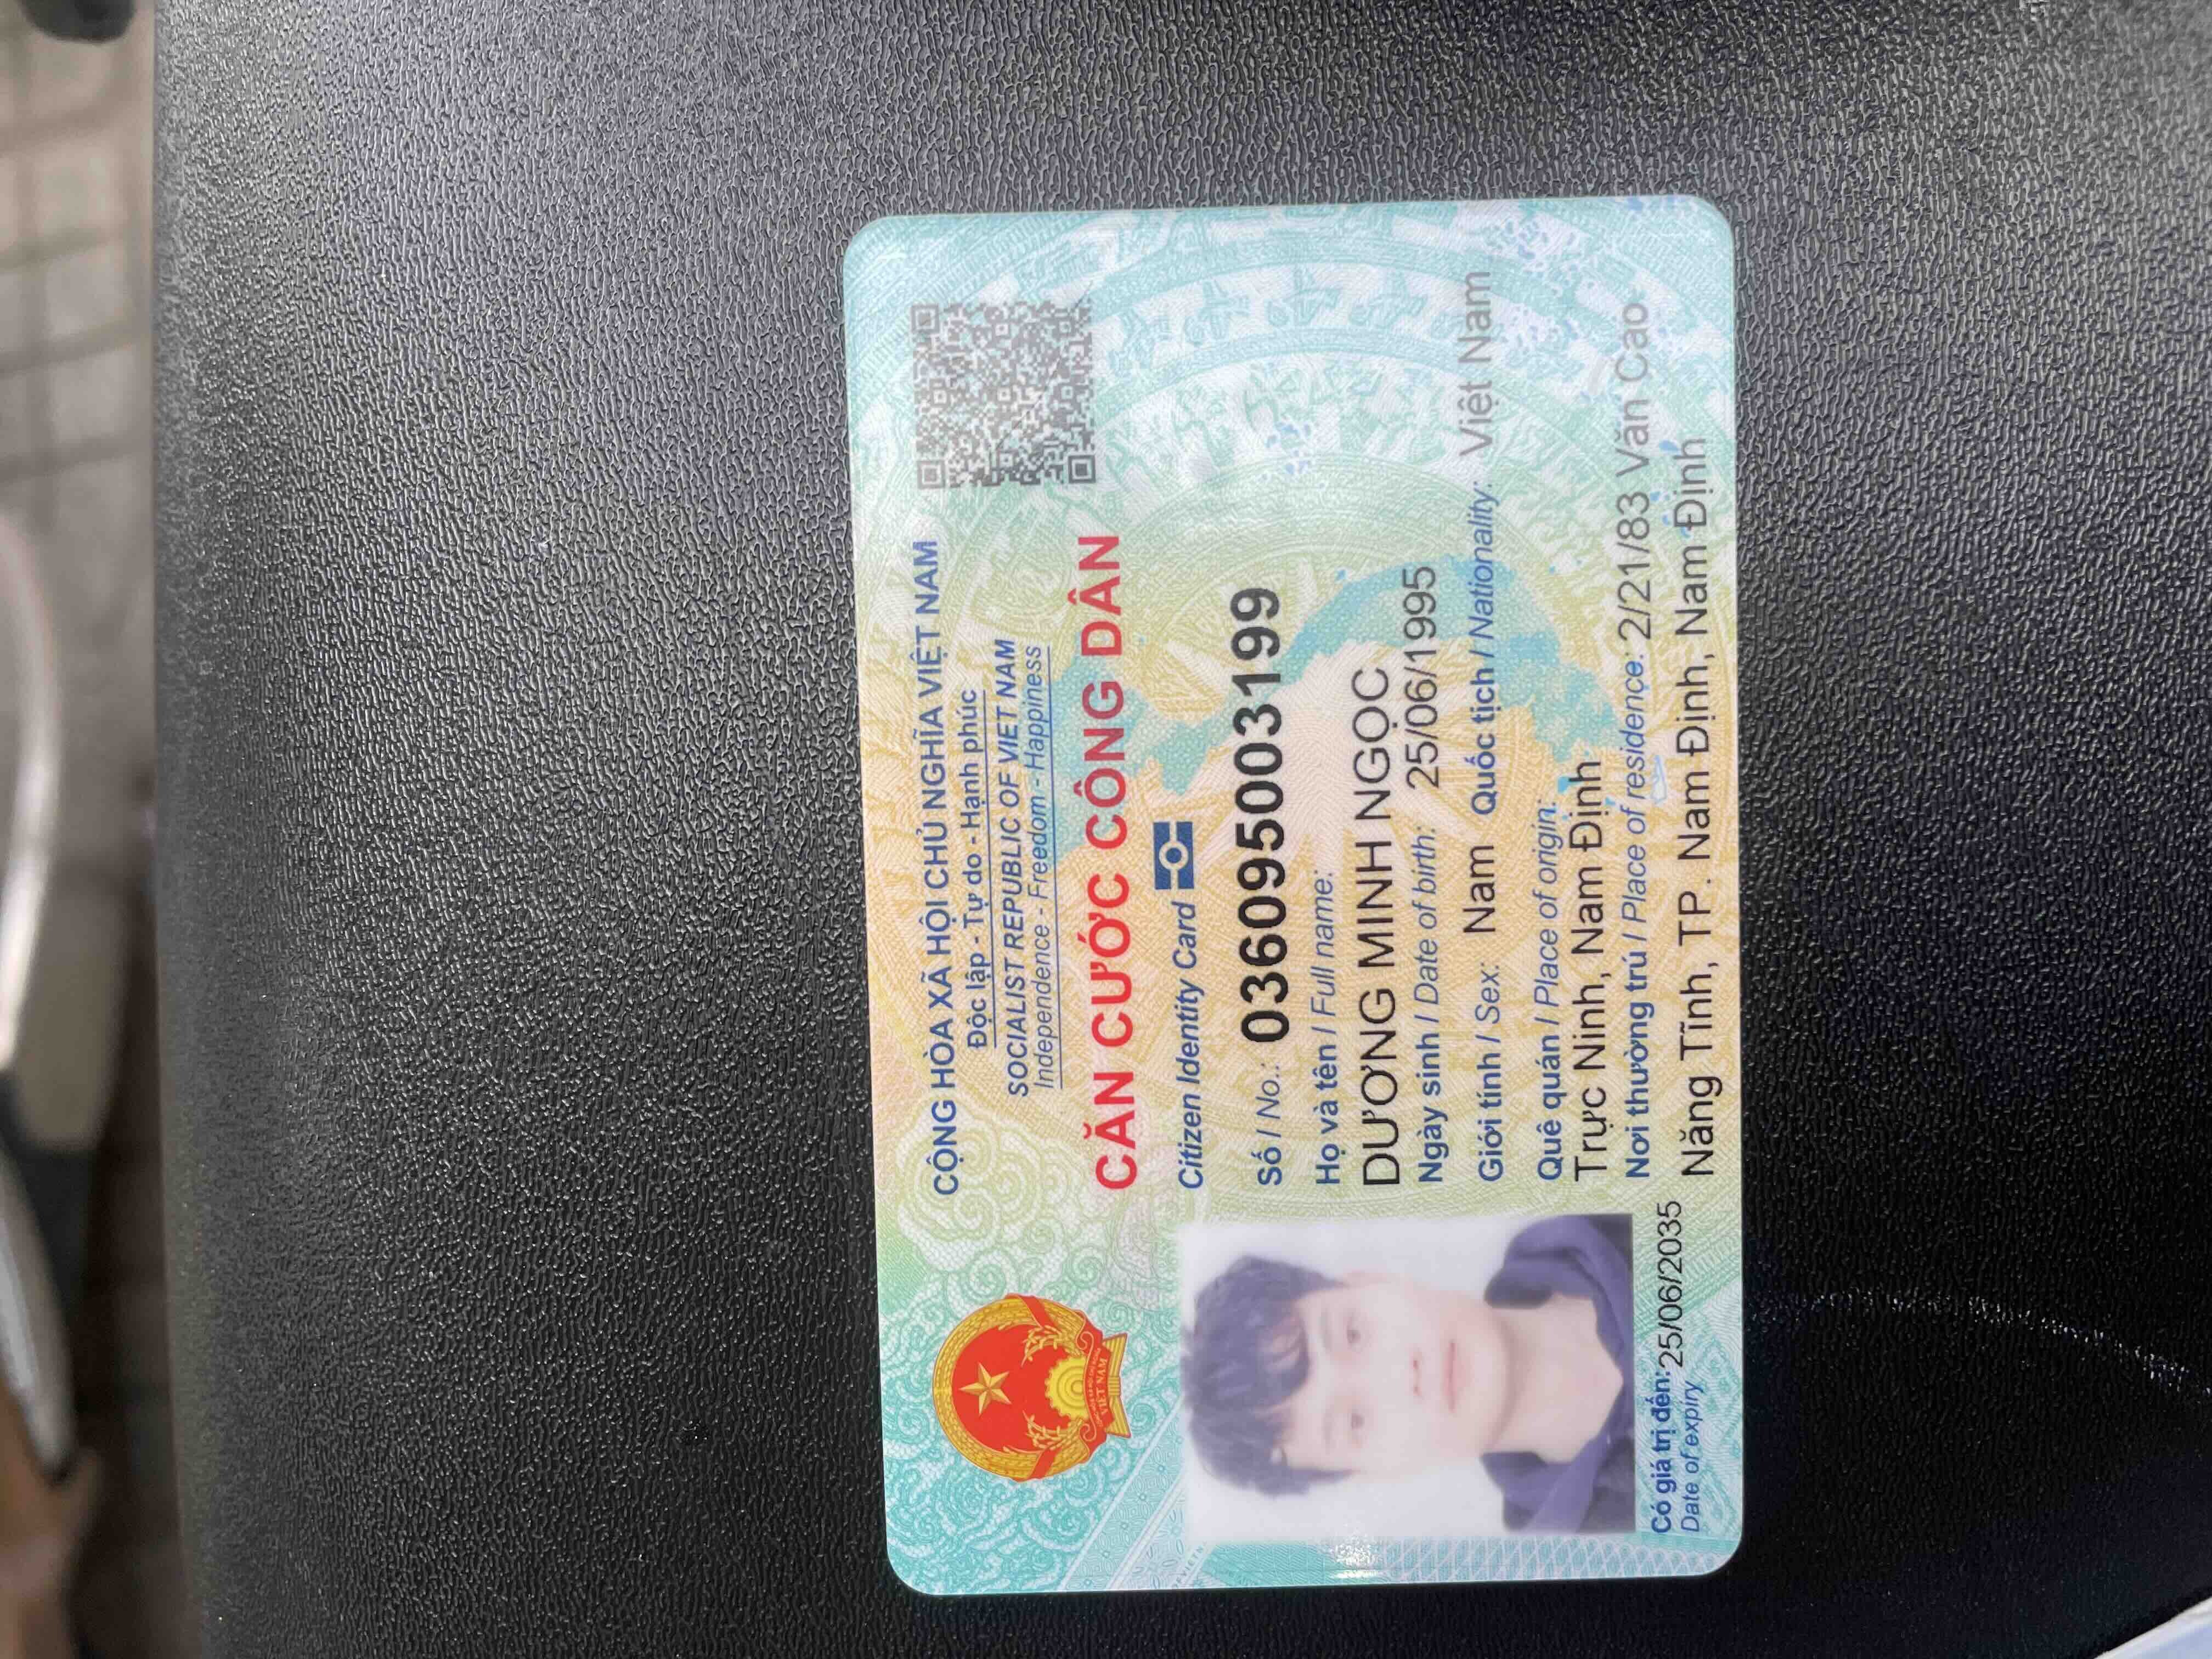 CỘNG HÒA XÃ HỘI CHỦ NGHĨA VIỆT NAM
Độc lập - Tự do - Hạnh phúc
SOCIALIST REPUBLIC OF VIET NAM
Independence - Freedom - Happiness
CĂN CƯỚC CÔNG DÂN
Citizen Identity Card
Số / No.: 036095003199
Họ và tên / Full name:
DƯƠNG MINH NGỌC
Ngày sinh / Date of birth: 25/06/1995
Giới tính / Sex: Nam Quốc tịch / Nationality: Việt Nam
Quê quán / Place of origin:
Trực Ninh, Nam Định
Nơi thường trú / Place of residence: 2/21/83 Văn Cao
Năng Tĩnh, TP. Nam Định, Nam Định
Có giá trị đến: 25/06/2035
Date of expiry
VIỆT NAM